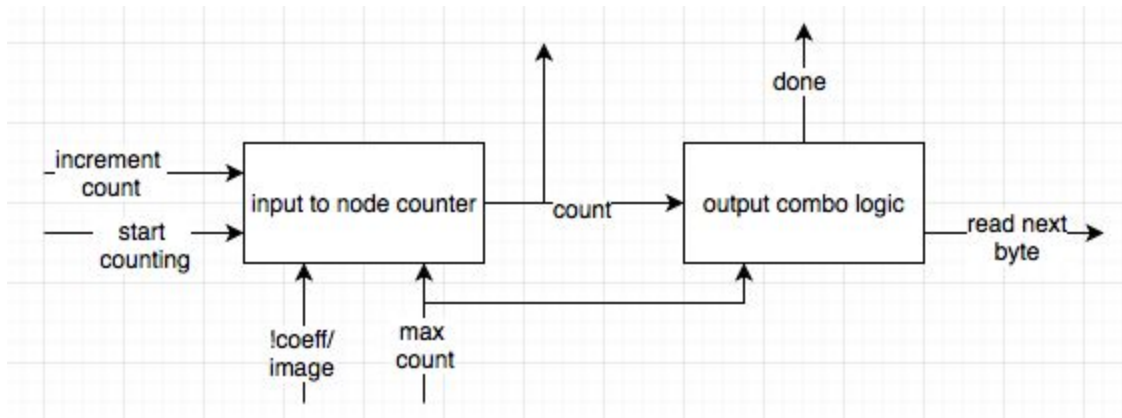 done
increment
count
input to node counter
count
output combo logic
start
counting
read next
byte
!coeff/
image
max
count